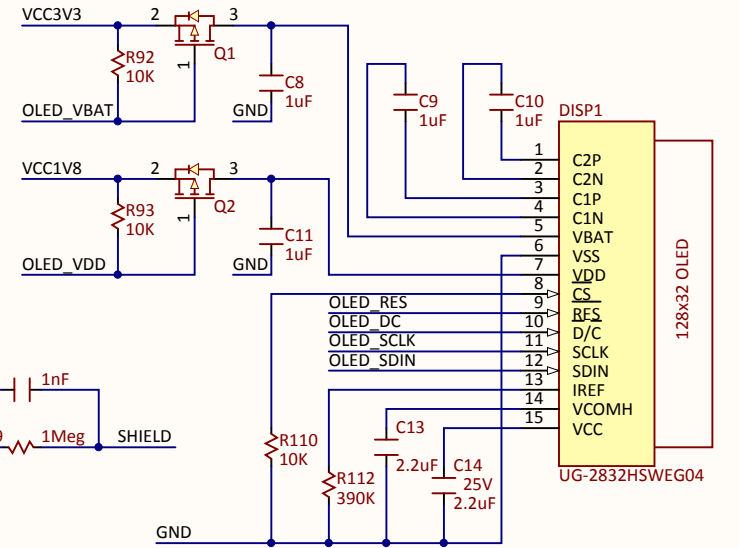 VCC3V3
2
3
R92
10K
1
Q1
OLED_VBAT
C8
1uF
GND
C9
1uF
C10
1uF
DISP1
VCC1V8
2
3
R93
10K
1
Q2
OLED_VDD
C11
1uF
GND
1 C2P
2 C2N
3 C1P
4 C1N
5 VBAT
6 VSS
7 VDD
8 CS
OLED_RES 9 RES
OLED_DC 10 D/C
OLED_SCLK 11 SCLK
OLED_SDIN 12 SDIN
13 IREF
14 VCOMH
15 VCC
128x32 OLED
UG-2832HSWEG04
1nF
9 1Meg
SHIELD
R110
10K
R112
390K
C13
2.2uF
C14
25V
2.2uF
GND